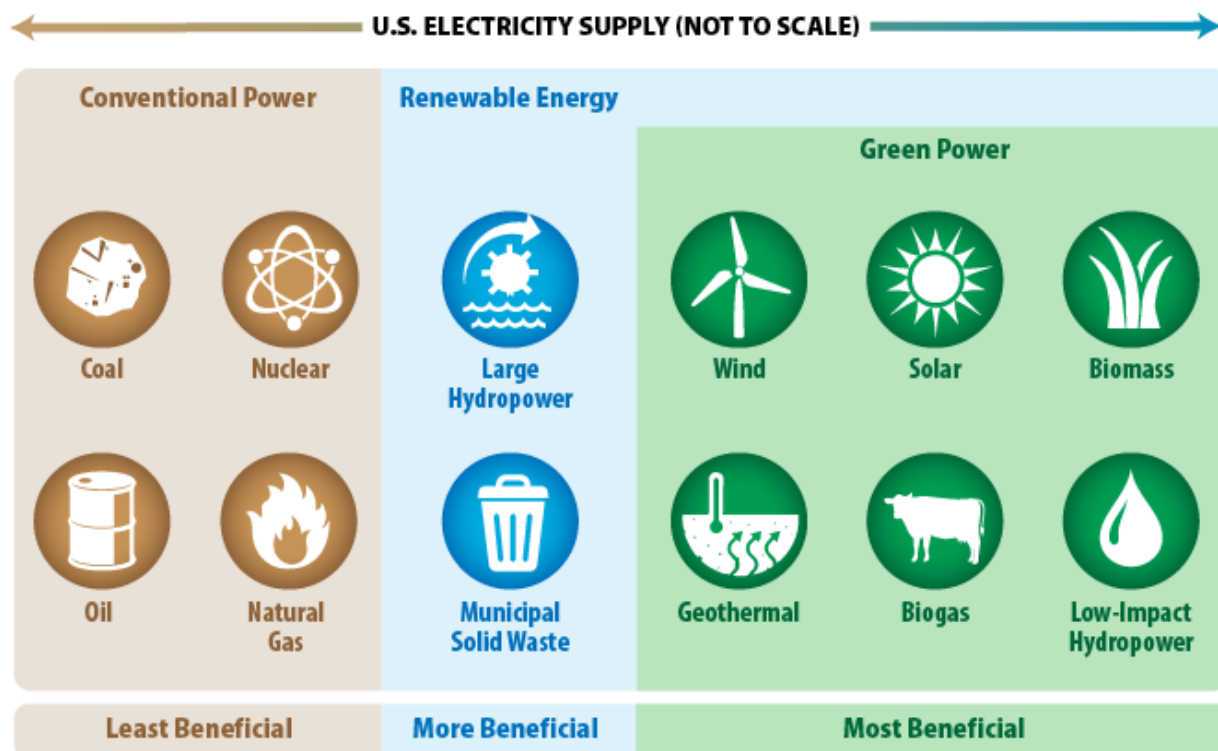 U.S. ELECTRICITY SUPPLY (NOT TO SCALE)
Conventional Power
Renewable Energy
Green Power
Coal
Nuclear
Large
Hydropower
Wind
Solar
Biomass
Oil
Natural
Gas
Municipal
Solid Waste
Geothermal
Biogas
Low-Impact
Hydropower
Least Beneficial
More Beneficial
Most Beneficial